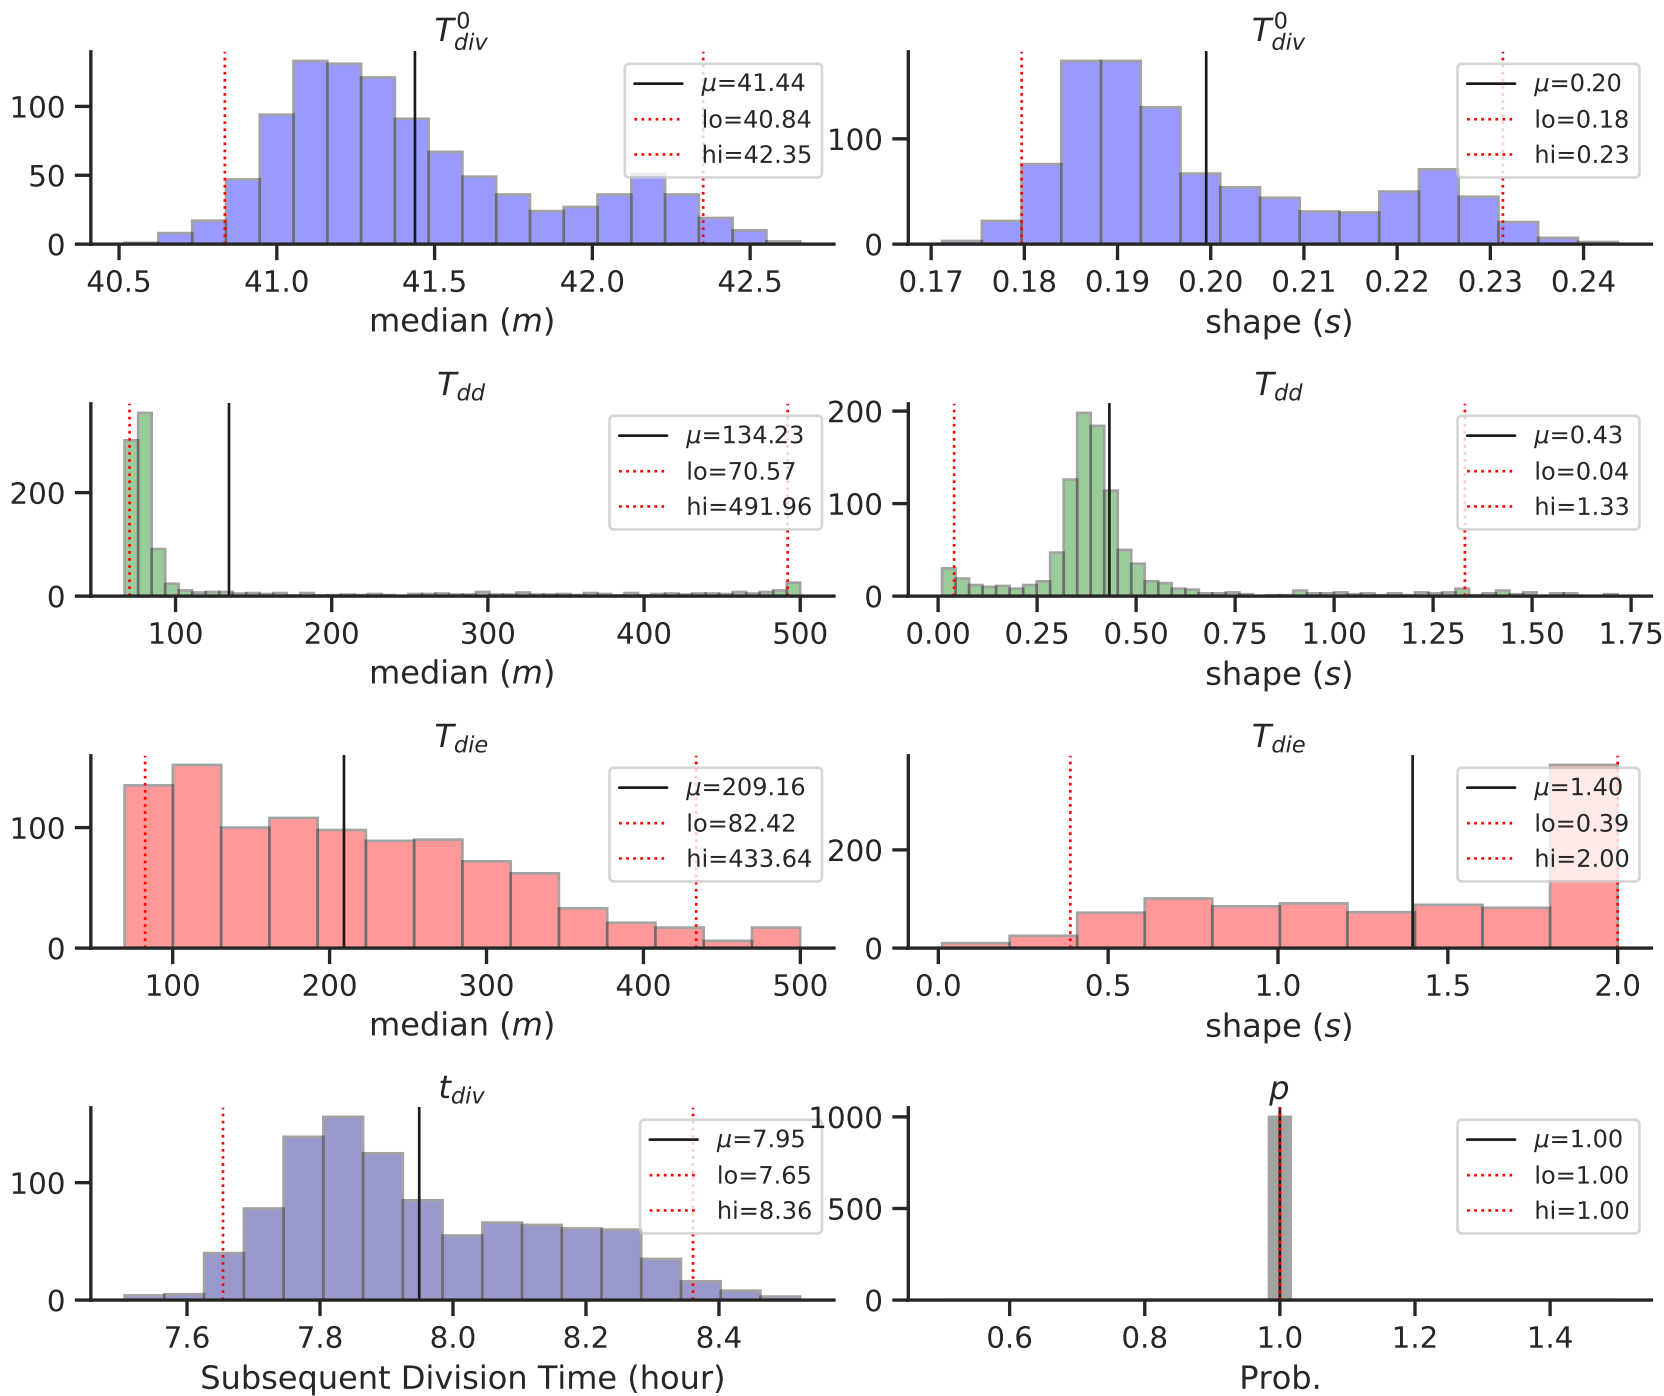 T⁰div
100
50
0
μ=41.44
lo=40.84
hi=42.35
40.5 41.0 41.5 42.0 42.5
median (m)
T⁰div
100
0
μ=0.20
lo=0.18
hi=0.23
0.17 0.18 0.19 0.20 0.21 0.22 0.23 0.24
shape (s)
Tdd
200
0
μ=134.23
lo=70.57
hi=491.96
100 200 300 400 500
median (m)
Tdd
200
100
0
μ=0.43
lo=0.04
hi=1.33
0.00 0.25 0.50 0.75 1.00 1.25 1.50 1.75
shape (s)
Tdie
100
0
μ=209.16
lo=82.42
hi=433.64
100 200 300 400 500
median (m)
Tdie
200
0
μ=1.40
lo=0.39
hi=2.00
0.0 0.5 1.0 1.5 2.0
shape (s)
tdiv
100
0
μ=7.95
lo=7.65
hi=8.36
7.6 7.8 8.0 8.2 8.4
Subsequent Division Time (hour)
p
1000
500
0
μ=1.00
lo=1.00
hi=1.00
0.6 0.8 1.0 1.2 1.4
Prob.